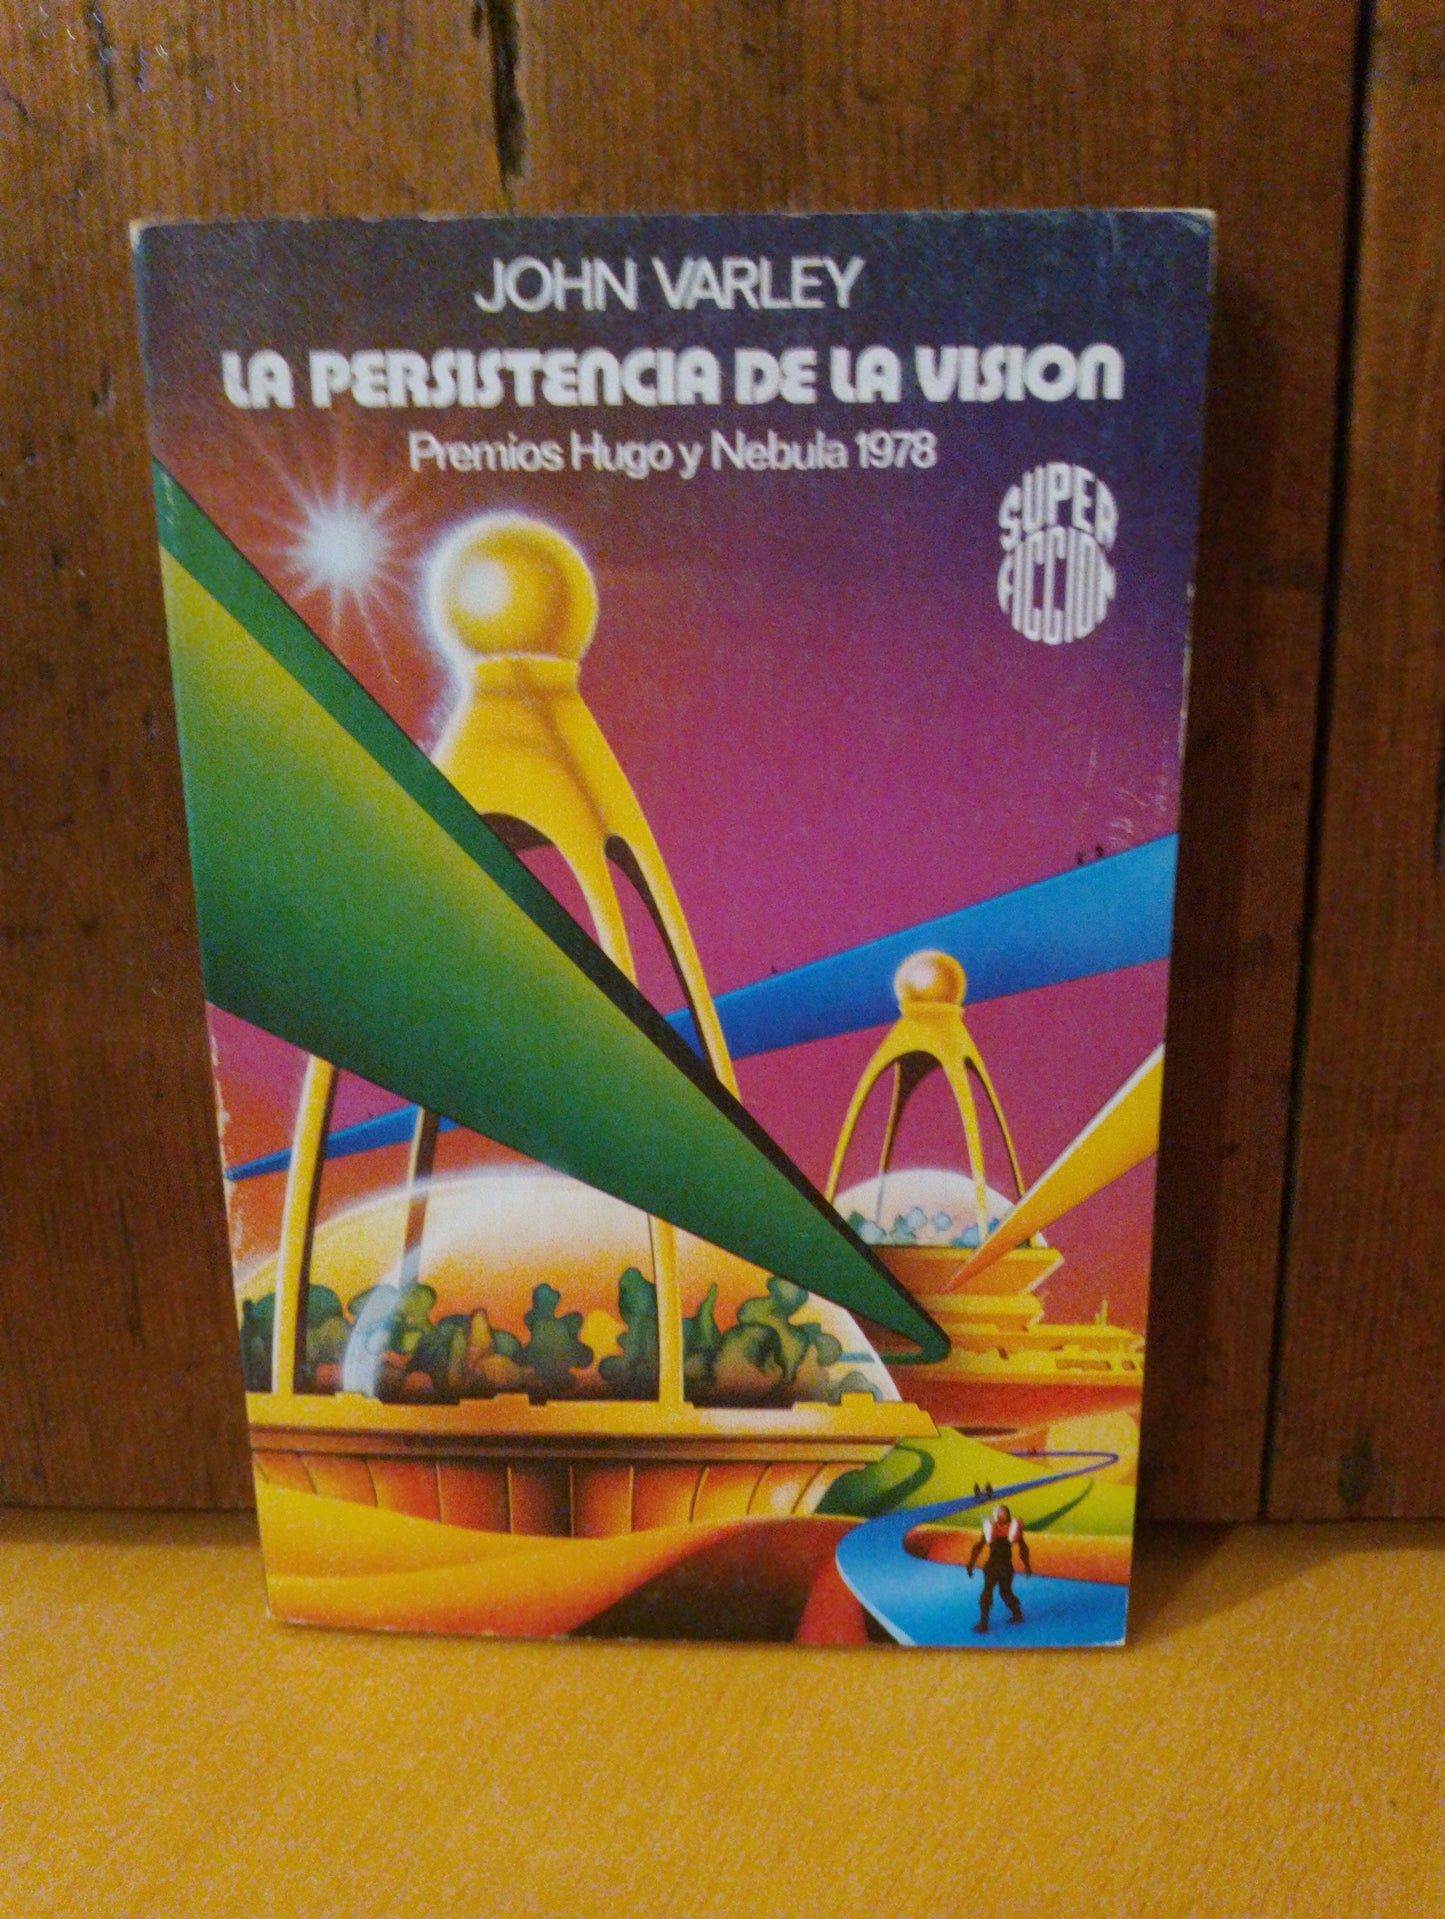 JOHN VARLEY
LA PERSISTENCIA DE LA VISION
Premios Hugo y Nebula 1978
SUPER
FICCION